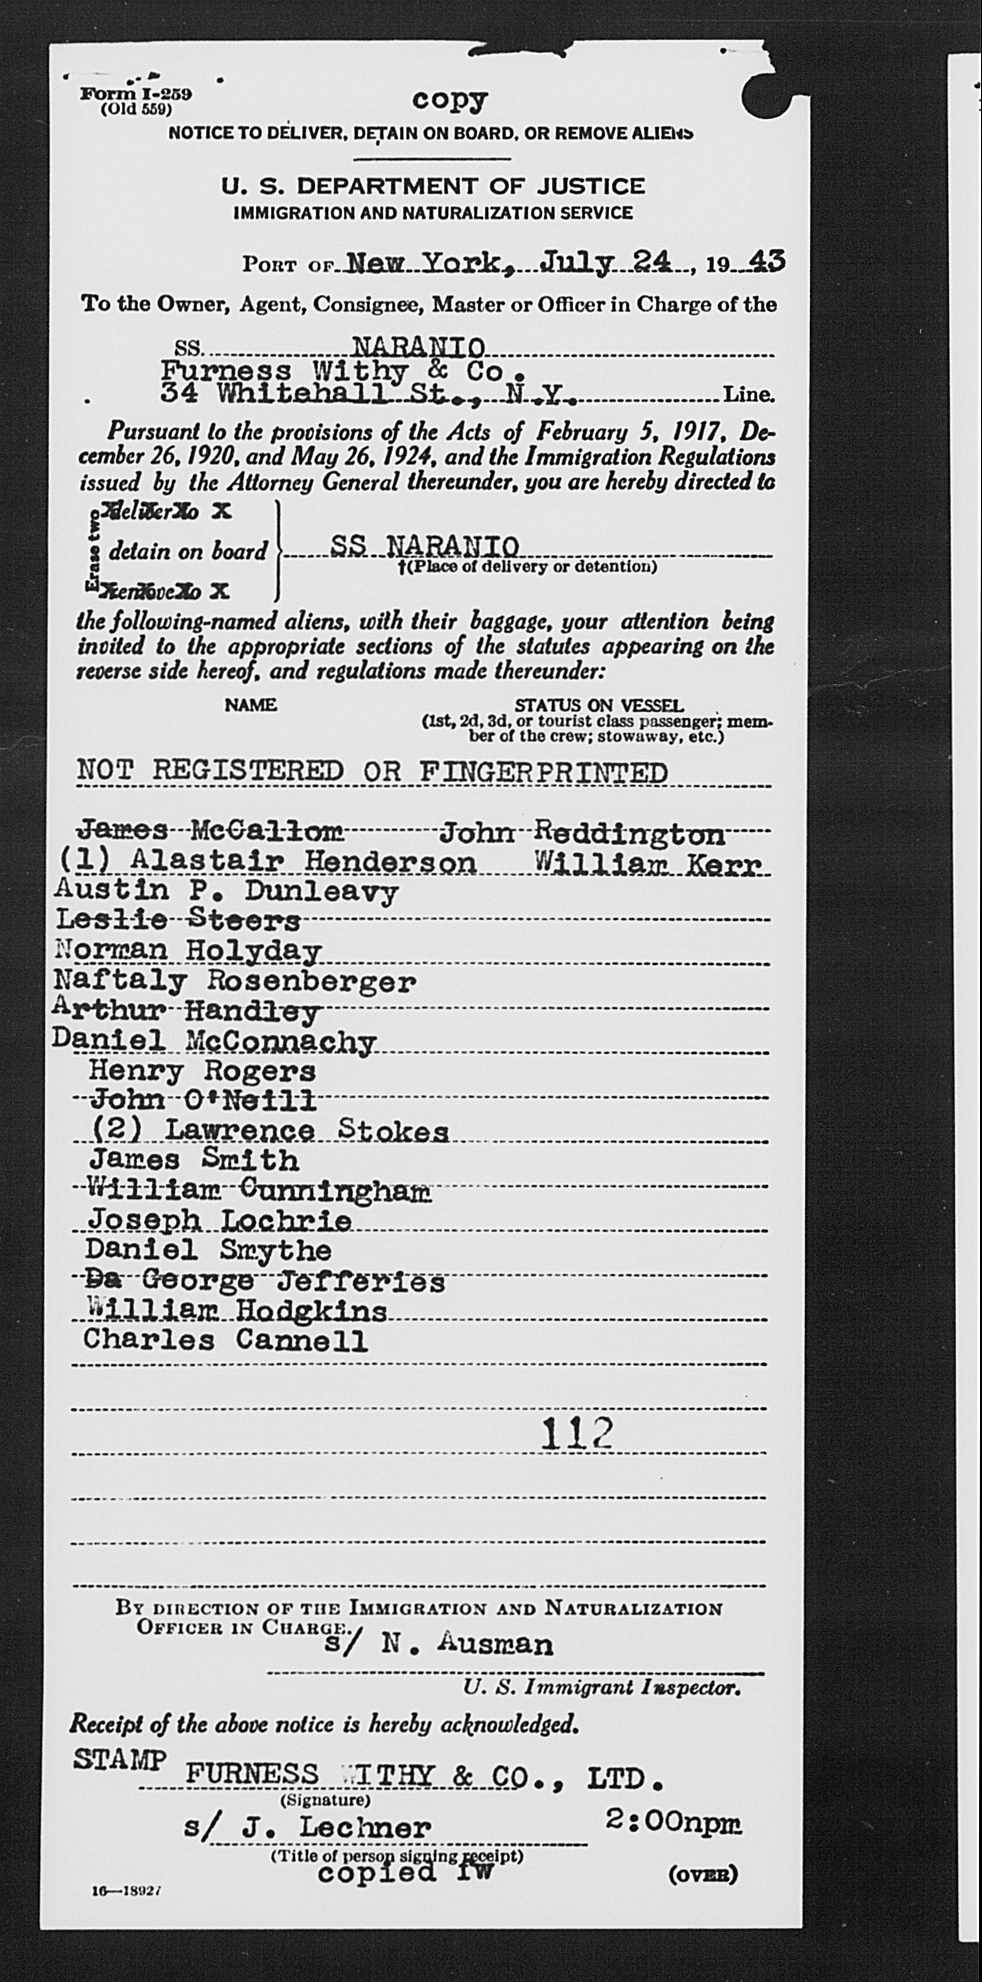 Form I-259
(Old 559)
copy
NOTICE TO DELIVER, DETAIN ON BOARD, OR REMOVE ALIENS
U. S. DEPARTMENT OF JUSTICE
IMMIGRATION AND NATURALIZATION SERVICE
PORT OF New York, July 24, 1943
To the Owner, Agent, Consignee, Master or Officer in Charge of the
SS. NARANIO
Furness Withy & Co.
34 Whitehall St., N.Y. Line.
Pursuant to the provisions of the Acts of February 5, 1917, De-
cember 26, 1920, and May 26, 1924, and the Immigration Regulations
issued by the Attorney General thereunder, you are hereby directed to
Erase two
deliver to X
detain on board SS NARANIO
†(Place of delivery or detention)
remove to X
the following-named aliens, with their baggage, your attention being
invited to the appropriate sections of the statutes appearing on the
reverse side hereof, and regulations made thereunder:
NAME STATUS ON VESSEL
(1st, 2d, 3d, or tourist class passenger; mem-
ber of the crew; stowaway, etc.)
NOT REGISTERED OR FINGERPRINTED
James McCallom John Reddington
(1) Alastair Henderson William Kerr
Austin P. Dunleavy
Leslie Steers
Norman Holyday
Naftaly Rosenberger
Arthur Handley
Daniel McConnachy
Henry Rogers
John O'Neill
(2) Lawrence Stokes
James Smith
William Cunningham
Joseph Lochrie
Daniel Smythe
Da George Jefferies
William Hodgkins
Charles Cannell
112
BY DIRECTION OF THE IMMIGRATION AND NATURALIZATION
OFFICER IN CHARGE.
s/ N. Ausman
U. S. Immigrant Inspector.
Receipt of the above notice is hereby acknowledged.
STAMP FURNESS WITHY & CO., LTD.
(Signature)
s/ J. Lechner 2:00npm
(Title of person signing receipt)
copied fw
(OVER)
16—18927